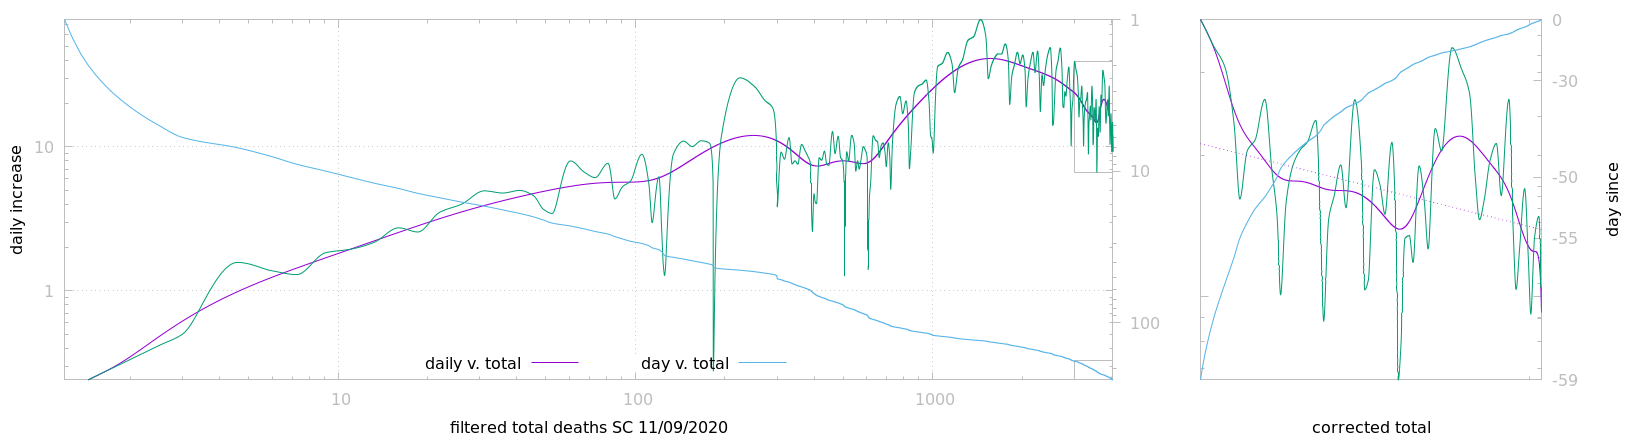 daily increase
10
1
10
100
1000
1
10
100
daily v. total
day v. total
filtered total deaths SC 11/09/2020
0
-30
-50
-55
-59
day since
corrected total